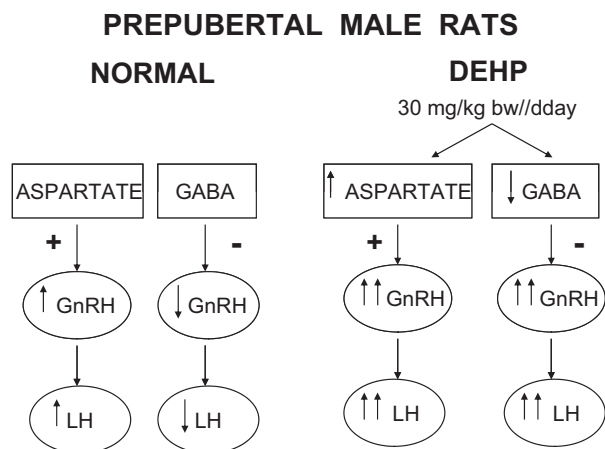 PREPUBERTAL MALE RATS
NORMAL DEHP
30 mg/kg bw//dday
ASPARTATE GABA ↑ ASPARTATE ↓ GABA
+ - + -
↑ GnRH ↓ GnRH ↑↑ GnRH ↑↑ GnRH
↑ LH ↓ LH ↑↑ LH ↑↑ LH